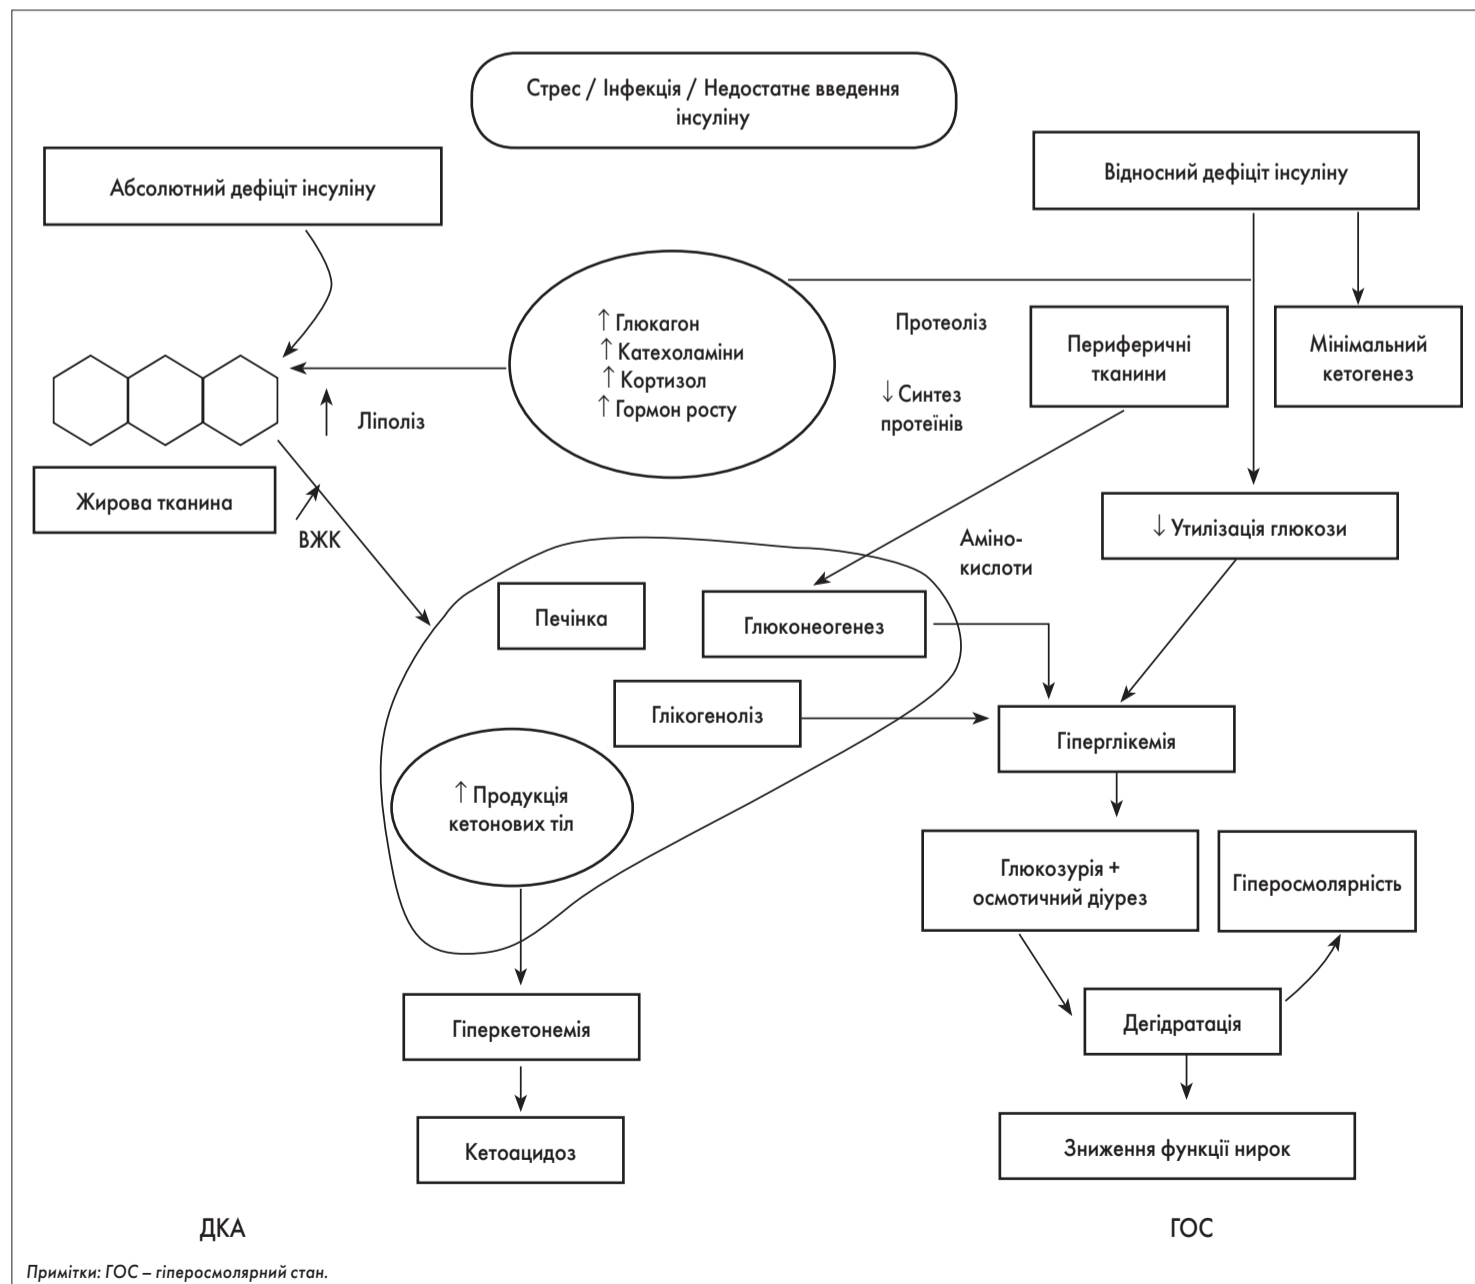 Стрес / Інфекція / Недостатнє введення
інсуліну
Абсолютний дефіцит інсуліну
Відносний дефіцит інсуліну
↑ Глюкагон
↑ Катехоламіни
↑ Кортизол
↑ Гормон росту
Протеоліз
↓ Синтез
протеїнів
Периферичні
тканини
Мінімальний
кетогенез
↑ Ліполіз
Жирова тканина
ВЖК
↓ Утилізація глюкози
Аміно-
кислоти
Печінка
Глюконеогенез
Глікогеноліз
Гіперглікемія
↑ Продукція
кетонових тіл
Глюкозурія +
осмотичний діурез
Гіперосмолярність
Гіперкетонемія
Дегідратація
Кетоацидоз
Зниження функції нирок
ДКА
ГОС
Примітки: ГОС – гіперосмолярний стан.